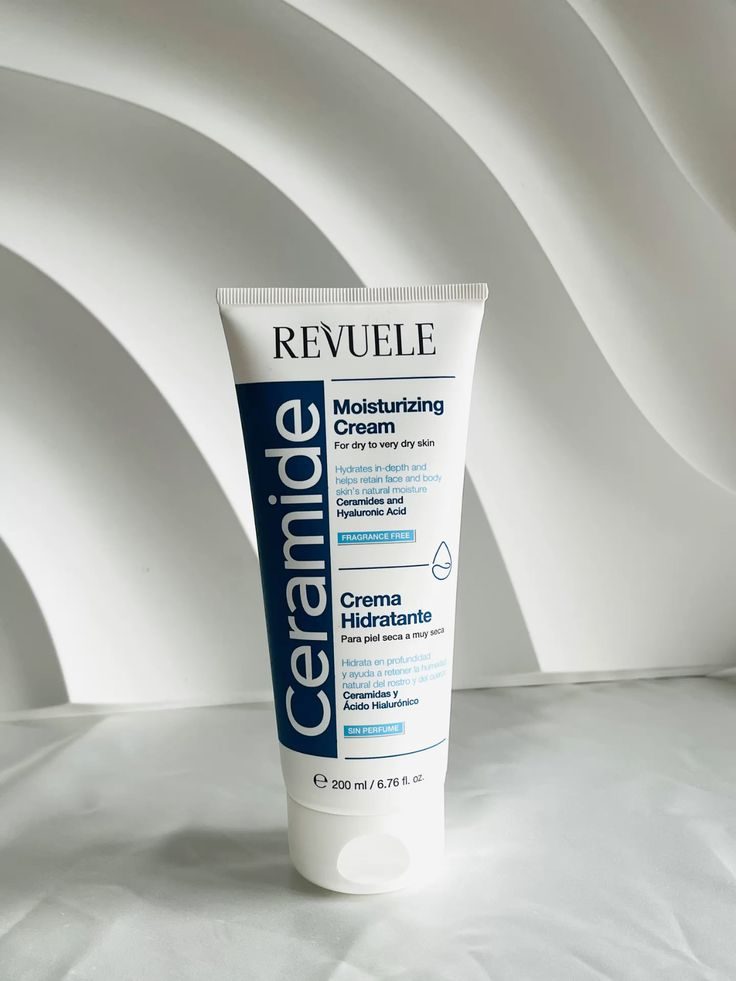 REVUELE
Ceramide
Moisturizing
Cream
For dry to very dry skin
Hydrates in-depth and
helps retain face and body
skin's natural moisture
Ceramides and
Hyaluronic Acid
FRAGRANCE FREE
Crema
Hidratante
Para piel seca a muy seca
Hidrata en profundidad
y ayuda a retener la humedad
natural del rostro y del cuerpo
Ceramidas y
Ácido Hialurónico
SIN PERFUME
℮ 200 ml / 6.76 fl. oz.